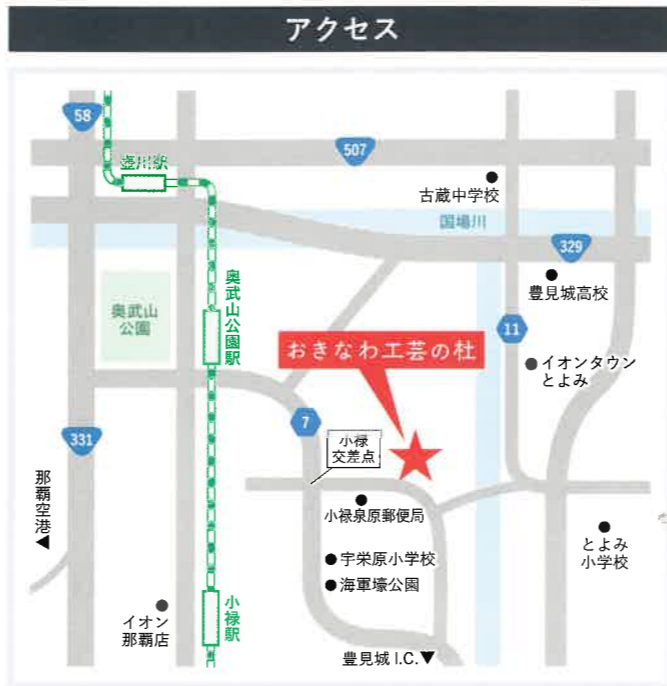 アクセス
58
壺川駅
507
古蔵中学校
国場川
329
豊見城高校
奥武山
公園
奥武山公園駅
おきなわ工芸の杜
11
イオンタウン
とよみ
7
331
小禄
交差点
那覇空港
小禄泉原郵便局
とよみ
小学校
宇栄原小学校
海軍壕公園
イオン
那覇店
小禄駅
豊見城 I.C.